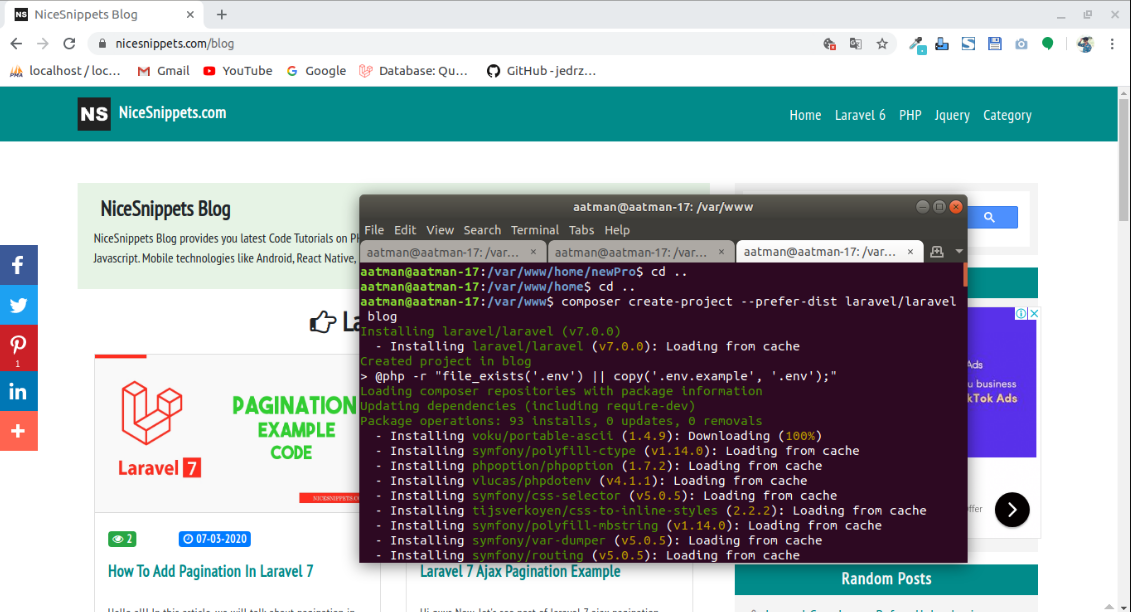 NS NiceSnippets Blog
nicesnippets.com/blog
localhost / loc... Gmail YouTube Google Database: Qu... GitHub - jedrz...
NS NiceSnippets.com
Home Laravel 6 PHP Jquery Category
NiceSnippets Blog
NiceSnippets Blog provides you latest Code Tutorials on
Javascript. Mobile technologies like Android, React Native,
La
PAGINATION
EXAMPLE
CODE
Laravel 7
2 07-03-2020
How To Add Pagination In Laravel 7
1
aatman@aatman-17: /var/www
File Edit View Search Terminal Tabs Help
aatman@aatman-17: /var... × aatman@aatman-17: /var... × aatman@aatman-17: /var... ×
aatman@aatman-17:/var/www/home/newPro$ cd ..
aatman@aatman-17:/var/www/home$ cd ..
aatman@aatman-17:/var/www$ composer create-project --prefer-dist laravel/laravel
blog
Installing laravel/laravel (v7.0.0)
- Installing laravel/laravel (v7.0.0): Loading from cache
Created project in blog
> @php -r "file_exists('.env') || copy('.env.example', '.env');"
Loading composer repositories with package information
Updating dependencies (including require-dev)
Package operations: 93 installs, 0 updates, 0 removals
- Installing voku/portable-ascii (1.4.9): Downloading (100%)
- Installing symfony/polyfill-ctype (v1.14.0): Loading from cache
- Installing phpoption/phpoption (1.7.2): Loading from cache
- Installing vlucas/phpdotenv (v4.1.1): Loading from cache
- Installing symfony/css-selector (v5.0.5): Loading from cache
- Installing tijsverkoyen/css-to-inline-styles (2.2.2): Loading from cache
- Installing symfony/polyfill-mbstring (v1.14.0): Loading from cache
- Installing symfony/var-dumper (v5.0.5): Loading from cache
- Installing symfony/routing (v5.0.5): Loading from cache
Laravel 7 Ajax Pagination Example
Ads
u business
kTok Ads
ffer
Random Posts